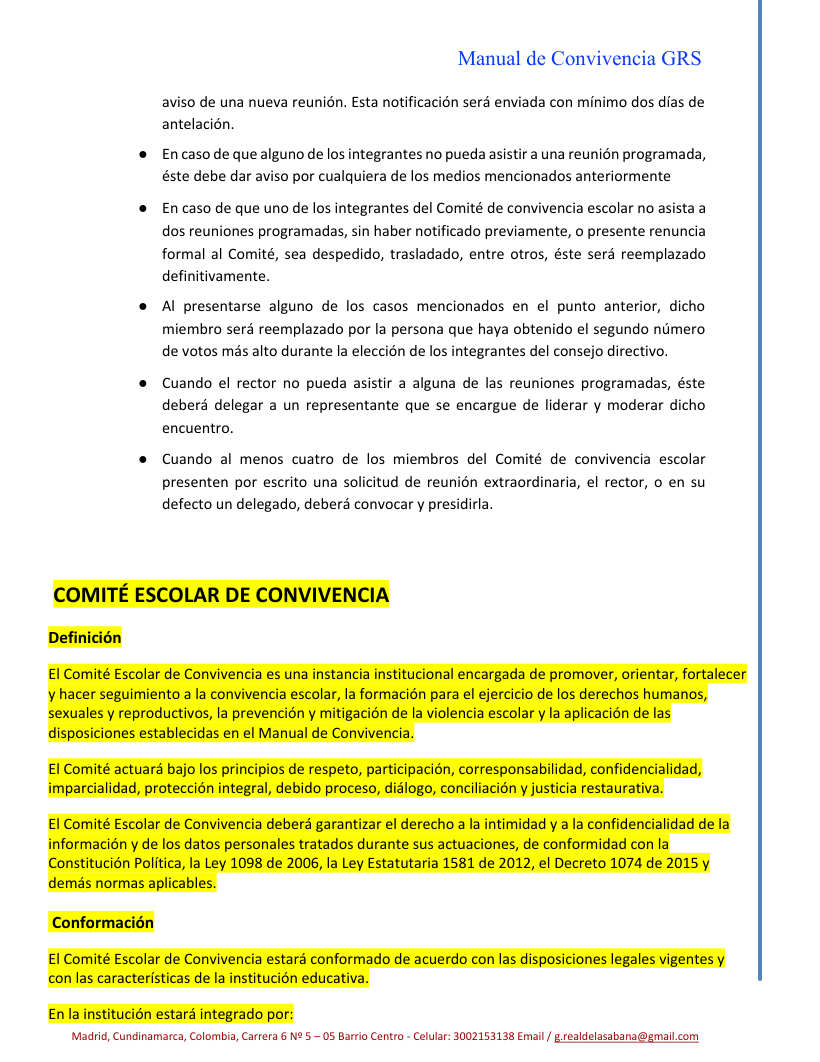 Manual de Convivencia GRS
aviso de una nueva reunión. Esta notificación será enviada con mínimo dos días de
antelación.
● En caso de que alguno de los integrantes no pueda asistir a una reunión programada,
éste debe dar aviso por cualquiera de los medios mencionados anteriormente
● En caso de que uno de los integrantes del Comité de convivencia escolar no asista a
dos reuniones programadas, sin haber notificado previamente, o presente renuncia
formal al Comité, sea despedido, trasladado, entre otros, éste será reemplazado
definitivamente.
● Al presentarse alguno de los casos mencionados en el punto anterior, dicho
miembro será reemplazado por la persona que haya obtenido el segundo número
de votos más alto durante la elección de los integrantes del consejo directivo.
● Cuando el rector no pueda asistir a alguna de las reuniones programadas, éste
deberá delegar a un representante que se encargue de liderar y moderar dicho
encuentro.
● Cuando al menos cuatro de los miembros del Comité de convivencia escolar
presenten por escrito una solicitud de reunión extraordinaria, el rector, o en su
defecto un delegado, deberá convocar y presidirla.
COMITÉ ESCOLAR DE CONVIVENCIA
Definición
El Comité Escolar de Convivencia es una instancia institucional encargada de promover, orientar, fortalecer
y hacer seguimiento a la convivencia escolar, la formación para el ejercicio de los derechos humanos,
sexuales y reproductivos, la prevención y mitigación de la violencia escolar y la aplicación de las
disposiciones establecidas en el Manual de Convivencia.
El Comité actuará bajo los principios de respeto, participación, corresponsabilidad, confidencialidad,
imparcialidad, protección integral, debido proceso, diálogo, conciliación y justicia restaurativa.
El Comité Escolar de Convivencia deberá garantizar el derecho a la intimidad y a la confidencialidad de la
información y de los datos personales tratados durante sus actuaciones, de conformidad con la
Constitución Política, la Ley 1098 de 2006, la Ley Estatutaria 1581 de 2012, el Decreto 1074 de 2015 y
demás normas aplicables.
Conformación
El Comité Escolar de Convivencia estará conformado de acuerdo con las disposiciones legales vigentes y
con las características de la institución educativa.
En la institución estará integrado por:
Madrid, Cundinamarca, Colombia, Carrera 6 Nº 5 – 05 Barrio Centro - Celular: 3002153138 Email / g.realdelasabana@gmail.com